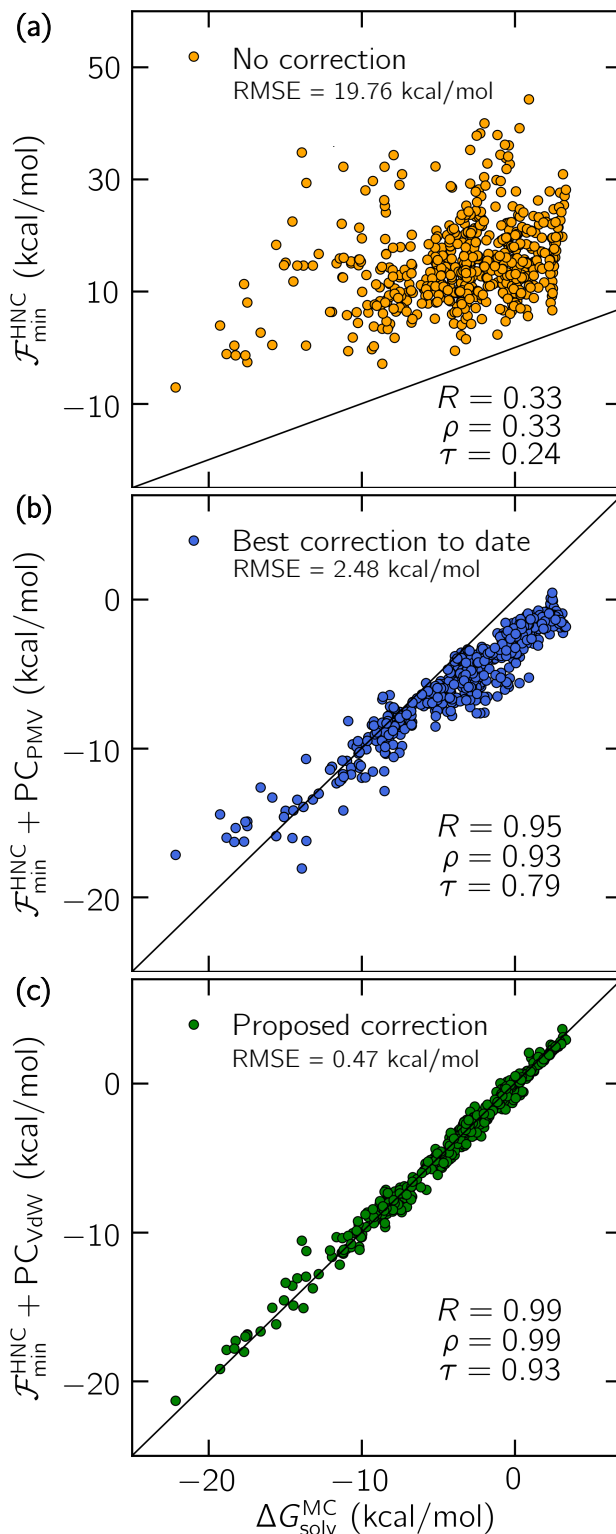 (a)
No correction
RMSE = 19.76 kcal/mol
50
30
10
−10
ℱ_min^HNC (kcal/mol)
R = 0.33
ρ = 0.33
τ = 0.24
(b)
Best correction to date
RMSE = 2.48 kcal/mol
0
−10
−20
ℱ_min^HNC + PC_PMV (kcal/mol)
R = 0.95
ρ = 0.93
τ = 0.79
(c)
Proposed correction
RMSE = 0.47 kcal/mol
0
−10
−20
ℱ_min^HNC + PC_VdW (kcal/mol)
R = 0.99
ρ = 0.99
τ = 0.93
−20 −10 0
ΔG_solv^MC (kcal/mol)